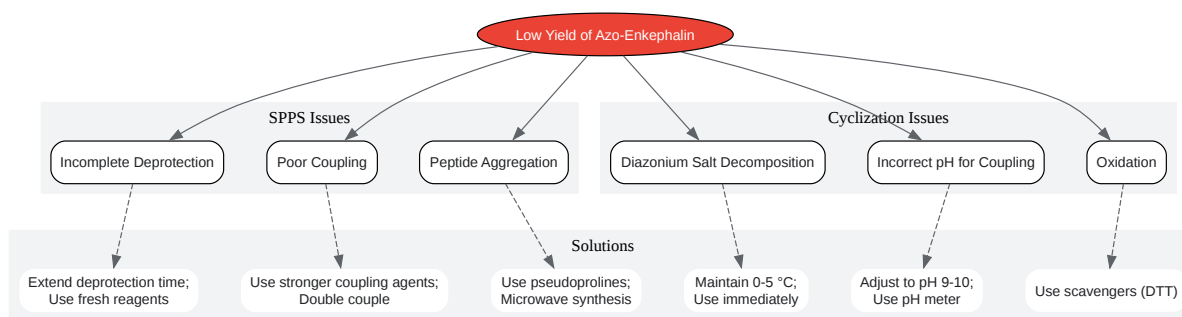 Low Yield of Azo-Enkephalin
SPPS Issues
Cyclization Issues
Incomplete Deprotection
Poor Coupling
Peptide Aggregation
Diazonium Salt Decomposition
Incorrect pH for Coupling
Oxidation
Solutions
Extend deprotection time;
Use fresh reagents
Use stronger coupling agents;
Double couple
Use pseudoprolines;
Microwave synthesis
Maintain 0-5 °C;
Use immediately
Adjust to pH 9-10;
Use pH meter
Use scavengers (DTT)